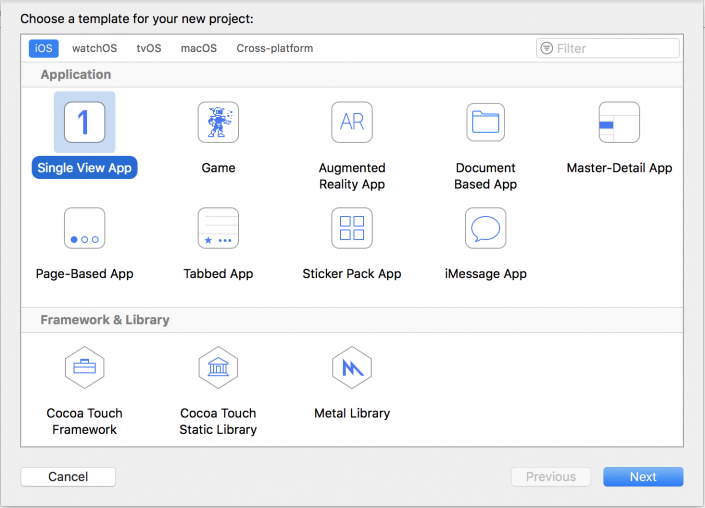 Choose a template for your new project:
iOS watchOS tvOS macOS Cross-platform Filter
Application
1 AR
Single View App Game Augmented Reality App Document Based App Master-Detail App
Page-Based App Tabbed App Sticker Pack App iMessage App
Framework & Library
Cocoa Touch Framework Cocoa Touch Static Library Metal Library
Cancel Previous Next